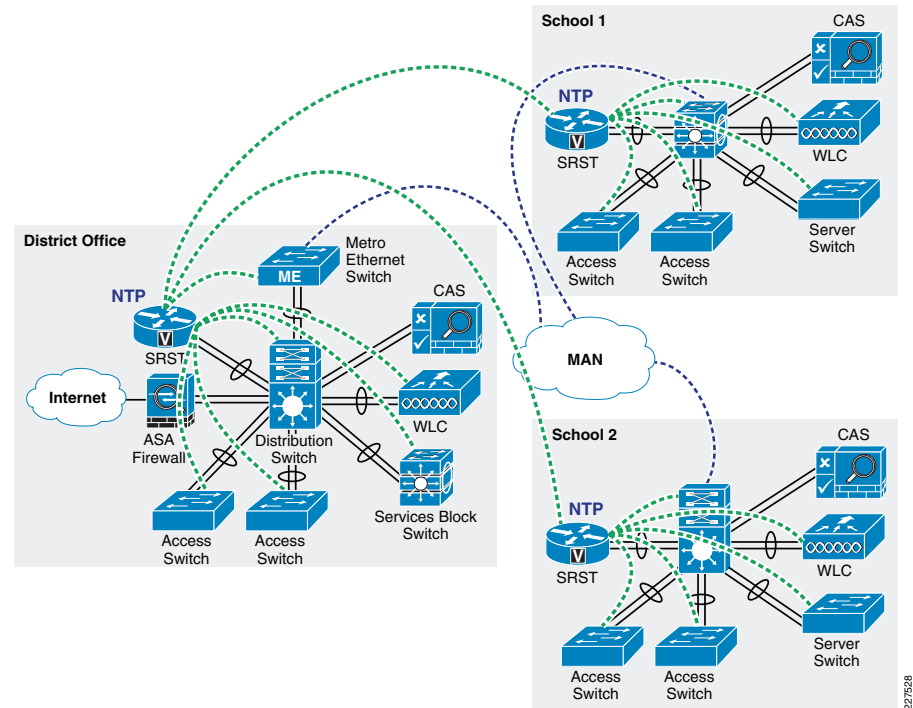 School 1
CAS
NTP
V
SRST
WLC
Server
Switch
Access
Switch
Access
Switch
District Office
Metro
Ethernet
Switch
ME
NTP
CAS
V
SRST
MAN
Internet
WLC
ASA
Firewall
Distribution
Switch
Services Block
Switch
Access
Switch
Access
Switch
School 2
CAS
NTP
V
SRST
WLC
Server
Switch
Access
Switch
Access
Switch
227528